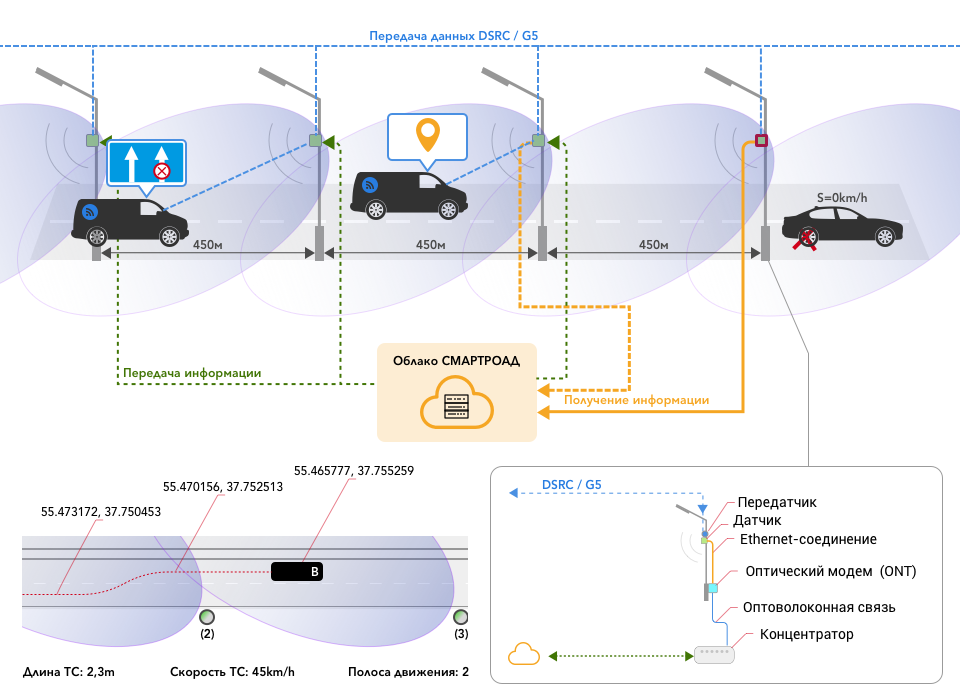 Передача данных DSRC / G5
S=0km/h
450м
450м
450м
Облако СМАРТРОАД
Передача информации
Получение информации
55.465777, 37.755259
55.470156, 37.752513
55.473172, 37.750453
B
(2)
(3)
Длина ТС: 2,3m
Скорость ТС: 45km/h
Полоса движения: 2
DSRC / G5
Передатчик
Датчик
Ethernet-соединение
Оптический модем (ONT)
Оптоволоконная связь
Концентратор